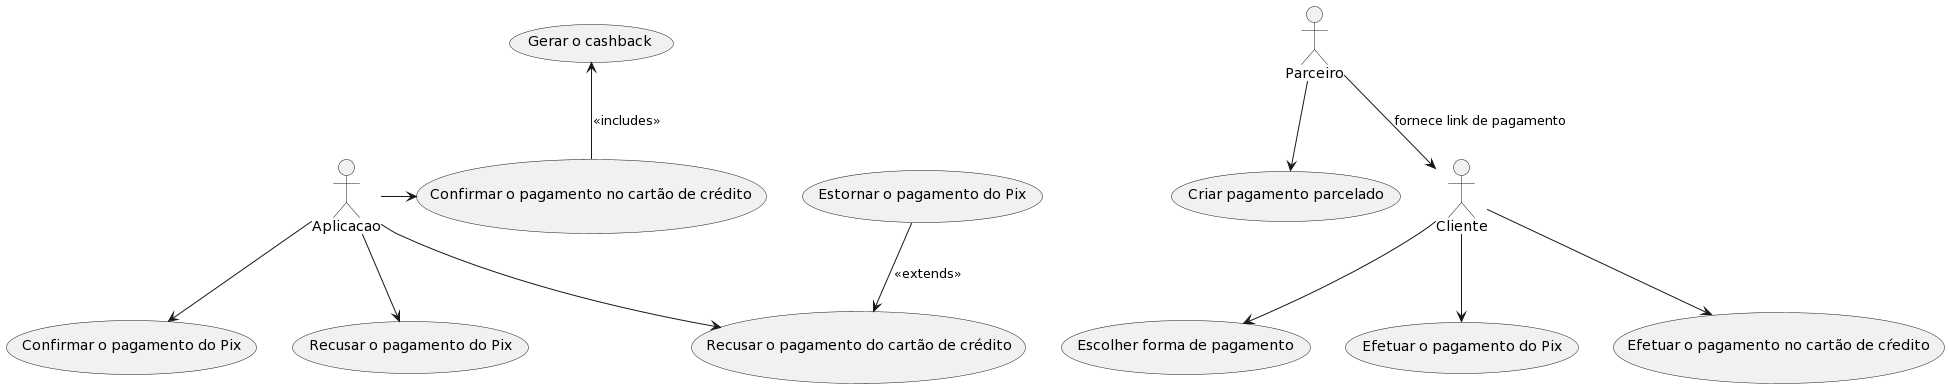 Gerar o cashback
Parceiro
«includes»
fornece link de pagamento
Confirmar o pagamento no cartão de crédito
Estornar o pagamento do Pix
Criar pagamento parcelado
Aplicacao
Cliente
«extends»
Confirmar o pagamento do Pix
Recusar o pagamento do Pix
Recusar o pagamento do cartão de crédito
Escolher forma de pagamento
Efetuar o pagamento do Pix
Efetuar o pagamento no cartão de cŕedito